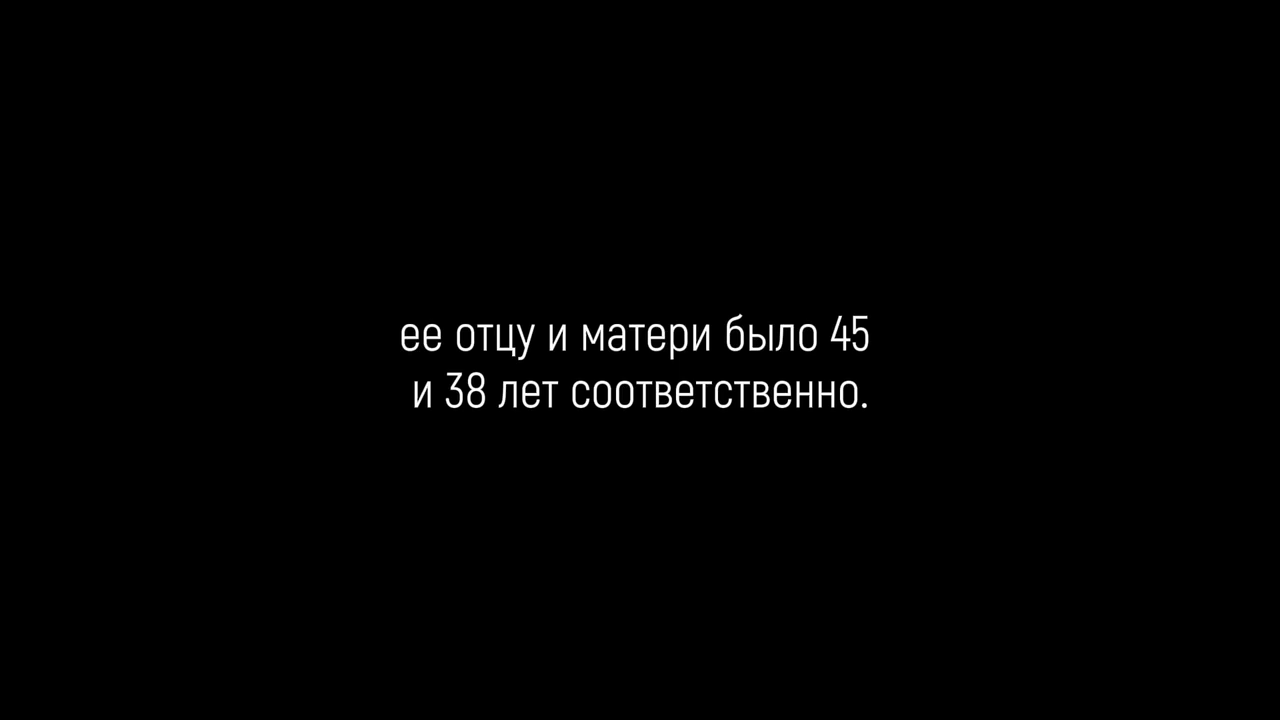 ее отцу и матери было 45
и 38 лет соответственно.